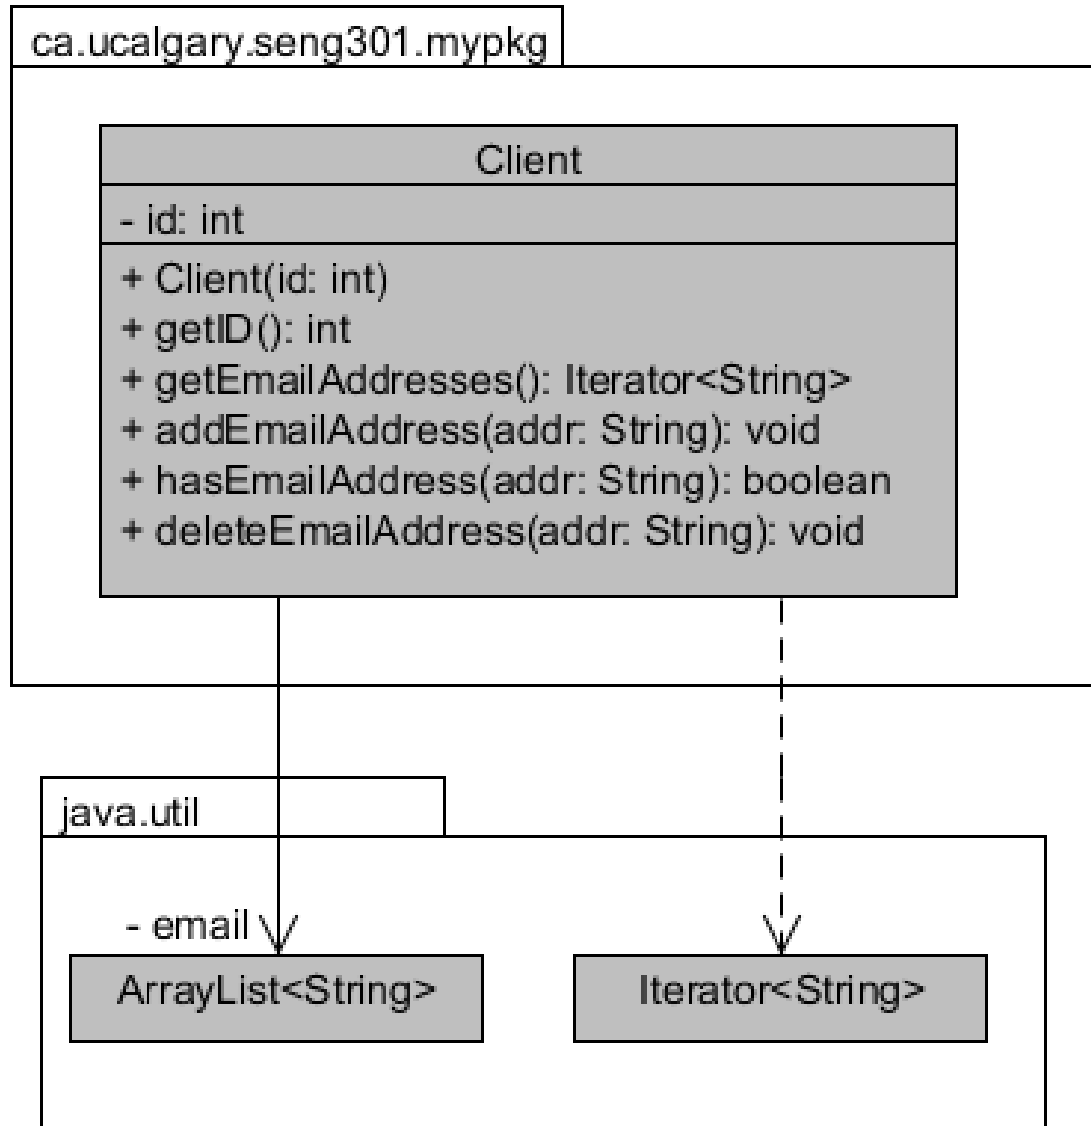 ca.ucalgary.seng301.mypkg
Client
- id: int
+ Client(id: int)
+ getID(): int
+ getEmailAddresses(): Iterator<String>
+ addEmailAddress(addr: String): void
+ hasEmailAddress(addr: String): boolean
+ deleteEmailAddress(addr: String): void
java.util
- email
ArrayList<String>
Iterator<String>